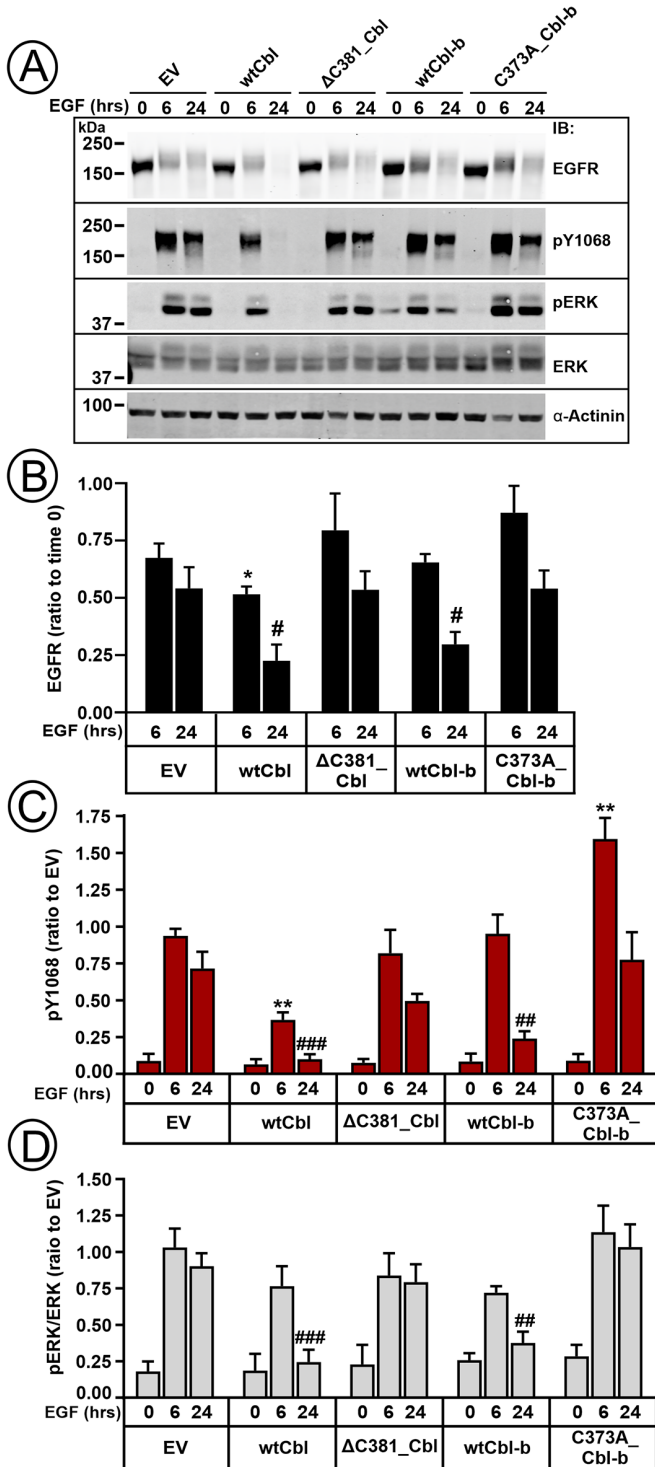 A
EV wtCbl ΔC381_Cbl wtCbl-b C373A_Cbl-b
EGF (hrs) 0 6 24 0 6 24 0 6 24 0 6 24 0 6 24
kDa IB:
250
150
EGFR
250
150
pY1068
37
pERK
37
ERK
100
α-Actinin
B
EGFR (ratio to time 0)
1.00
0.75
0.50
0.25
0.00
* # #
EGF (hrs) 6 24 6 24 6 24 6 24 6 24
EV wtCbl ΔC381_ wtCbl-b C373A_
Cbl Cbl-b
C
pY1068 (ratio to EV)
1.75
1.50
1.25
1.00
0.75
0.50
0.25
0.00
** ### ## **
EGF (hrs) 0 6 24 0 6 24 0 6 24 0 6 24 0 6 24
EV wtCbl ΔC381_Cbl wtCbl-b C373A_
Cbl-b
D
pERK/ERK (raio to EV)
1.50
1.25
1.00
0.75
0.50
0.25
0.00
### ##
EGF (hrs) 0 6 24 0 6 24 0 6 24 0 6 24 0 6 24
EV wtCbl ΔC381_Cbl wtCbl-b C373A_
Cbl-b